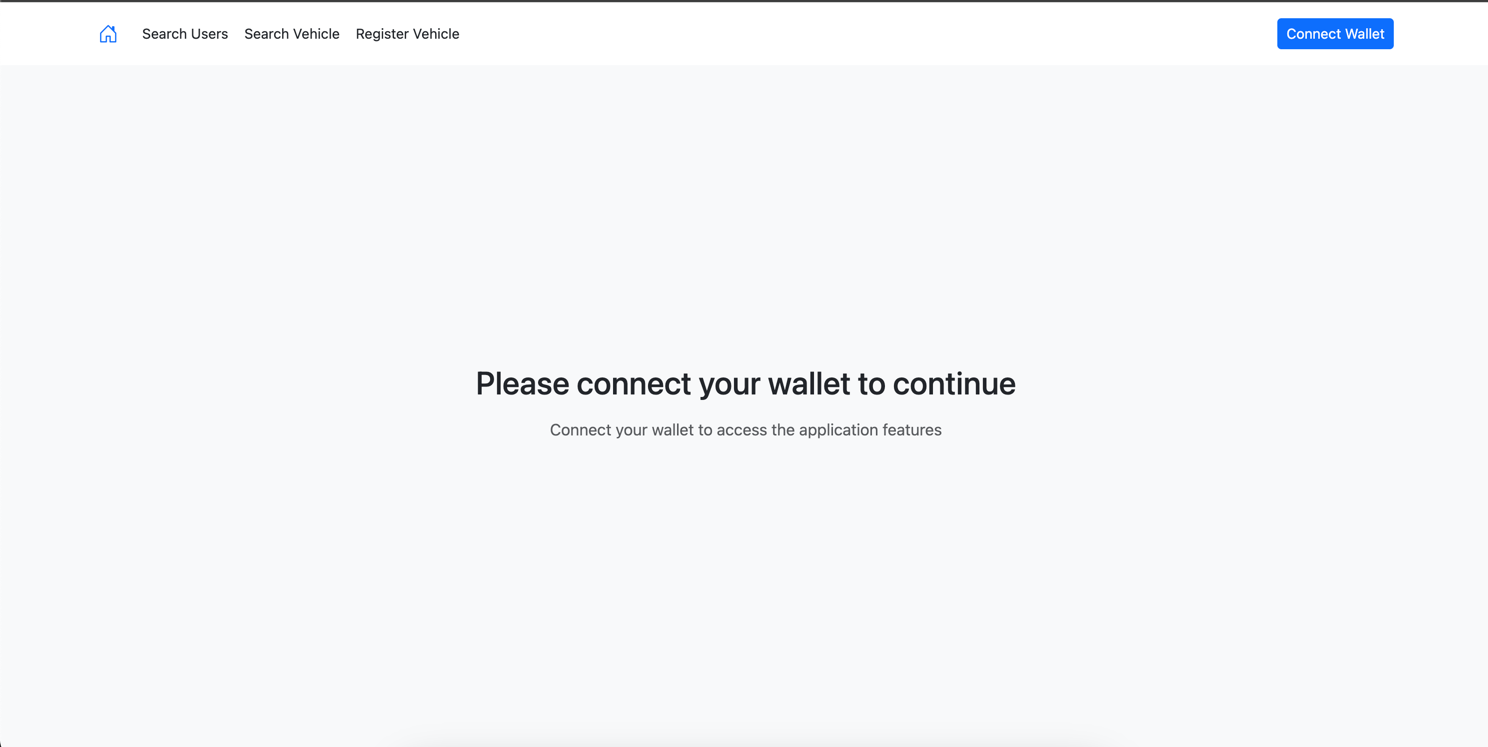 Search Users Search Vehicle Register Vehicle Connect Wallet
Please connect your wallet to continue
Connect your wallet to access the application features